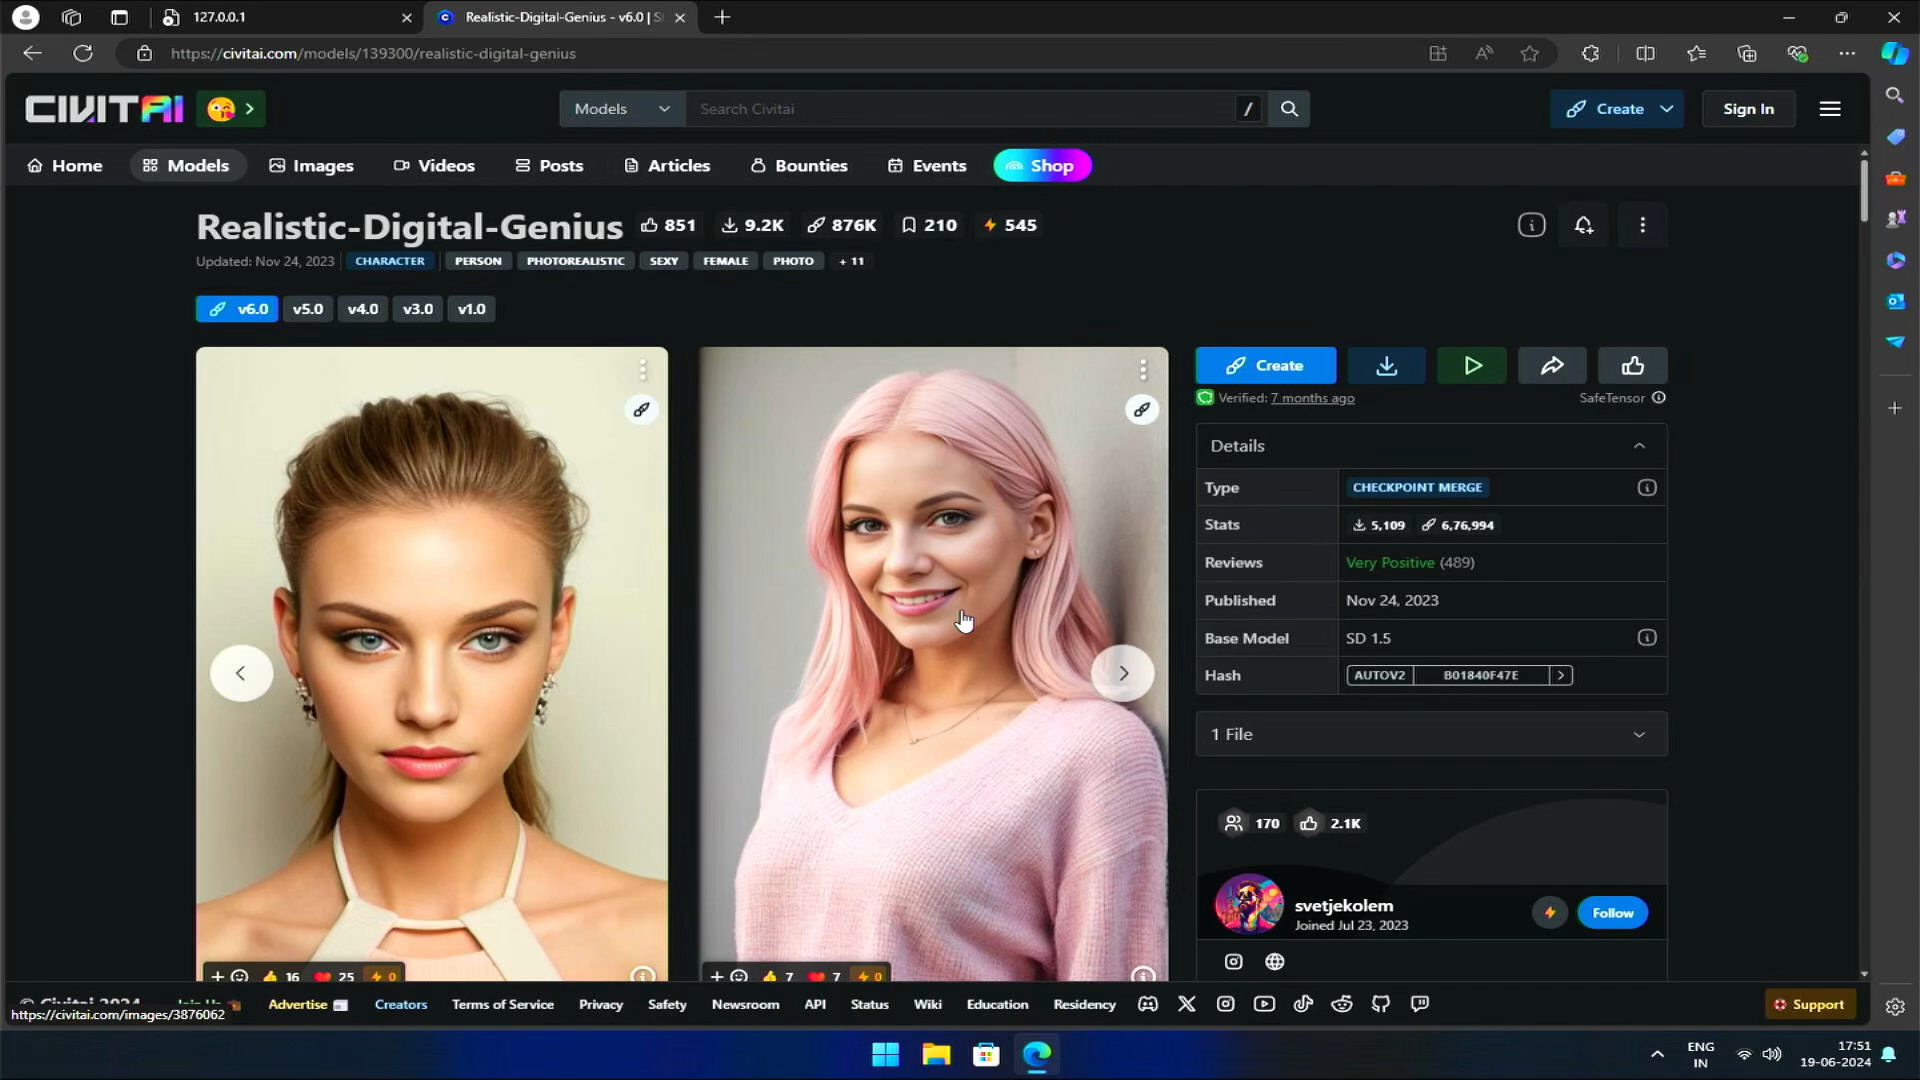 127.0.0.1
Realistic-Digital-Genius - v6.0 | S
https://civitai.com/models/139300/realistic-digital-genius
CIVITAI
Models
Search Civitai
/
Create
Sign In
Home
Models
Images
Videos
Posts
Articles
Bounties
Events
Shop
Realistic-Digital-Genius 851 9.2K 876K 210 545
Updated: Nov 24, 2023 CHARACTER PERSON PHOTOREALISTIC SEXY FEMALE PHOTO + 11
v6.0 v5.0 v4.0 v3.0 v1.0
Create
Verified: 7 months ago
SafeTensor
Details
Type CHECKPOINT MERGE
Stats 5,109 6,76,994
Reviews Very Positive (489)
Published Nov 24, 2023
Base Model SD 1.5
Hash AUTOV2 B01840F47E
1 File
170 2.1K
svetjekolem
Joined Jul 23, 2023
Follow
16 25 0
7 7 0
© Civitai 2024 Join Us Advertise Creators Terms of Service Privacy Safety Newsroom API Status Wiki Education Residency
Support
https://civitai.com/images/3876062
ENG
IN
17:51
19-06-2024